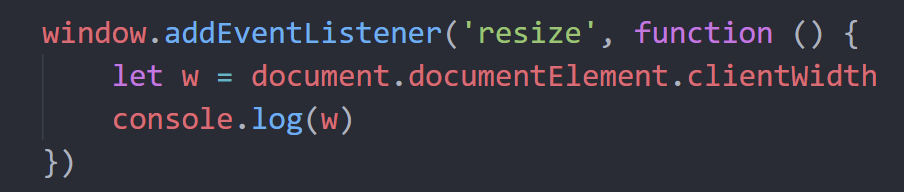 window.addEventListener('resize', function () {
    let w = document.documentElement.clientWidth
    console.log(w)
})